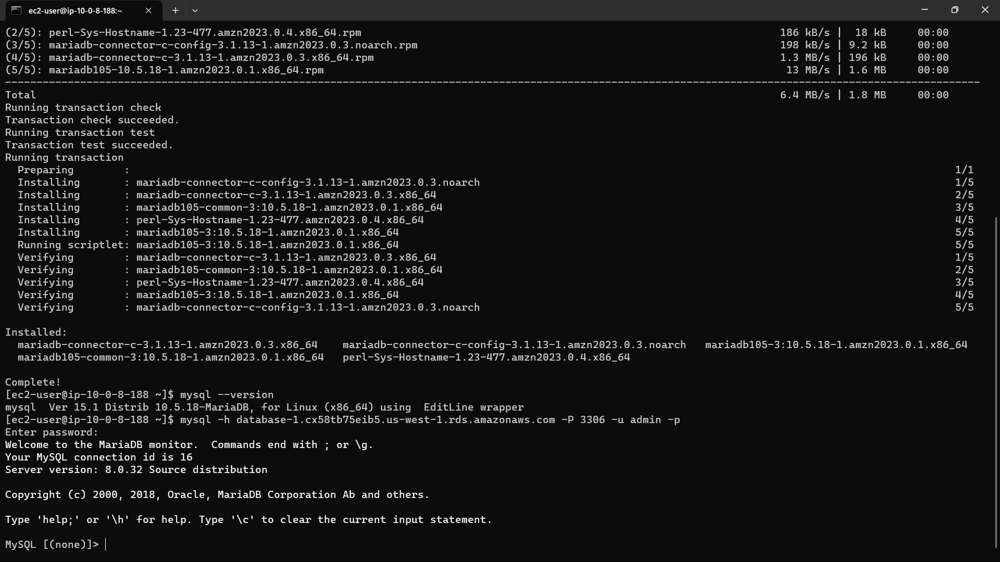 ec2-user@ip-10-0-8-188:~
(2/5): perl-Sys-Hostname-1.23-477.amzn2023.0.4.x86_64.rpm 186 kB/s | 18 kB 00:00
(3/5): mariadb-connector-c-config-3.1.13-1.amzn2023.0.3.noarch.rpm 198 kB/s | 9.2 kB 00:00
(4/5): mariadb-connector-c-3.1.13-1.amzn2023.0.3.x86_64.rpm 1.3 MB/s | 196 kB 00:00
(5/5): mariadb105-10.5.18-1.amzn2023.0.1.x86_64.rpm 13 MB/s | 1.6 MB 00:00
--------------------------------------------------------------------------------------------------------------------------------------------------------------
Total 6.4 MB/s | 1.8 MB 00:00
Running transaction check
Transaction check succeeded.
Running transaction test
Transaction test succeeded.
Running transaction
  Preparing        : 1/1
  Installing       : mariadb-connector-c-config-3.1.13-1.amzn2023.0.3.noarch 1/5
  Installing       : mariadb-connector-c-3.1.13-1.amzn2023.0.3.x86_64 2/5
  Installing       : mariadb105-common-3:10.5.18-1.amzn2023.0.1.x86_64 3/5
  Installing       : perl-Sys-Hostname-1.23-477.amzn2023.0.4.x86_64 4/5
  Installing       : mariadb105-3:10.5.18-1.amzn2023.0.1.x86_64 5/5
  Running scriptlet: mariadb105-3:10.5.18-1.amzn2023.0.1.x86_64 5/5
  Verifying        : mariadb-connector-c-3.1.13-1.amzn2023.0.3.x86_64 1/5
  Verifying        : mariadb105-common-3:10.5.18-1.amzn2023.0.1.x86_64 2/5
  Verifying        : perl-Sys-Hostname-1.23-477.amzn2023.0.4.x86_64 3/5
  Verifying        : mariadb105-3:10.5.18-1.amzn2023.0.1.x86_64 4/5
  Verifying        : mariadb-connector-c-config-3.1.13-1.amzn2023.0.3.noarch 5/5
Installed:
  mariadb-connector-c-3.1.13-1.amzn2023.0.3.x86_64    mariadb-connector-c-config-3.1.13-1.amzn2023.0.3.noarch   mariadb105-3:10.5.18-1.amzn2023.0.1.x86_64
  mariadb105-common-3:10.5.18-1.amzn2023.0.1.x86_64   perl-Sys-Hostname-1.23-477.amzn2023.0.4.x86_64
Complete!
[ec2-user@ip-10-0-8-188 ~]$ mysql --version
mysql  Ver 15.1 Distrib 10.5.18-MariaDB, for Linux (x86_64) using  EditLine wrapper
[ec2-user@ip-10-0-8-188 ~]$ mysql -h database-1.cx58tb75eib5.us-west-1.rds.amazonaws.com -P 3306 -u admin -p
Enter password:
Welcome to the MariaDB monitor.  Commands end with ; or \g.
Your MySQL connection id is 16
Server version: 8.0.32 Source distribution
Copyright (c) 2000, 2018, Oracle, MariaDB Corporation Ab and others.
Type 'help;' or '\h' for help. Type '\c' to clear the current input statement.
MySQL [(none)]>